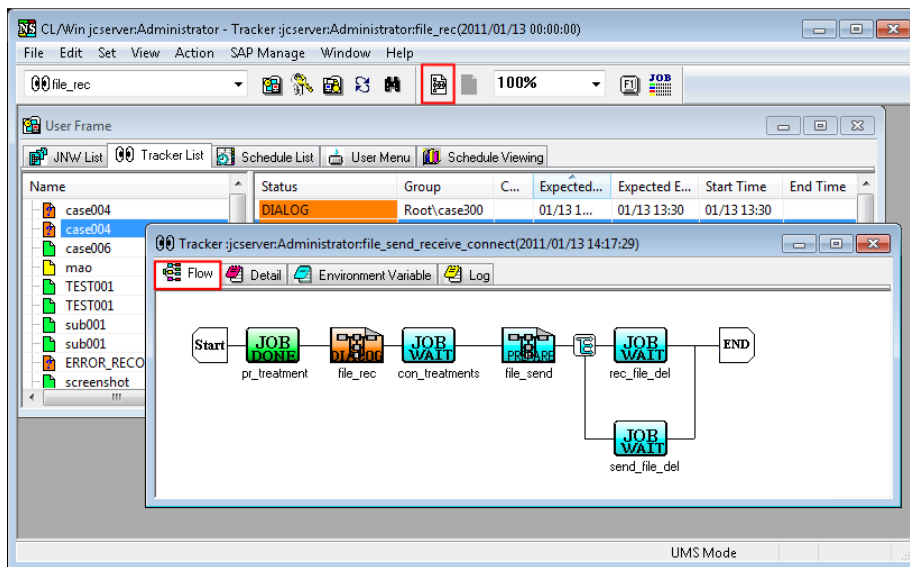 CL/Win jcserver:Administrator - Tracker :jcserver:Administrator:file_rec(2011/01/13 00:00:00)
File Edit Set View Action SAP Manage Window Help
file_rec 100% F1 JOB
User Frame
JNW List Tracker List Schedule List User Menu Schedule Viewing
Name Status Group C... Expected... Expected E... Start Time End Time
case004 DIALOG Root\case300 01/13 1... 01/13 13:30 01/13 13:30
case004
case006
mao
TEST001
TEST001
sub001
sub001
ERROR_RECO
screenshot
Tracker :jcserver:Administrator:file_send_receive_connect(2011/01/13 14:17:29)
Flow Detail Environment Variable Log
Start JOB DONE DIALOG JOB WAIT PREPARE JOB WAIT END
pr_treatment file_rec con_treatments file_send rec_file_del
JOB WAIT
send_file_del
UMS Mode